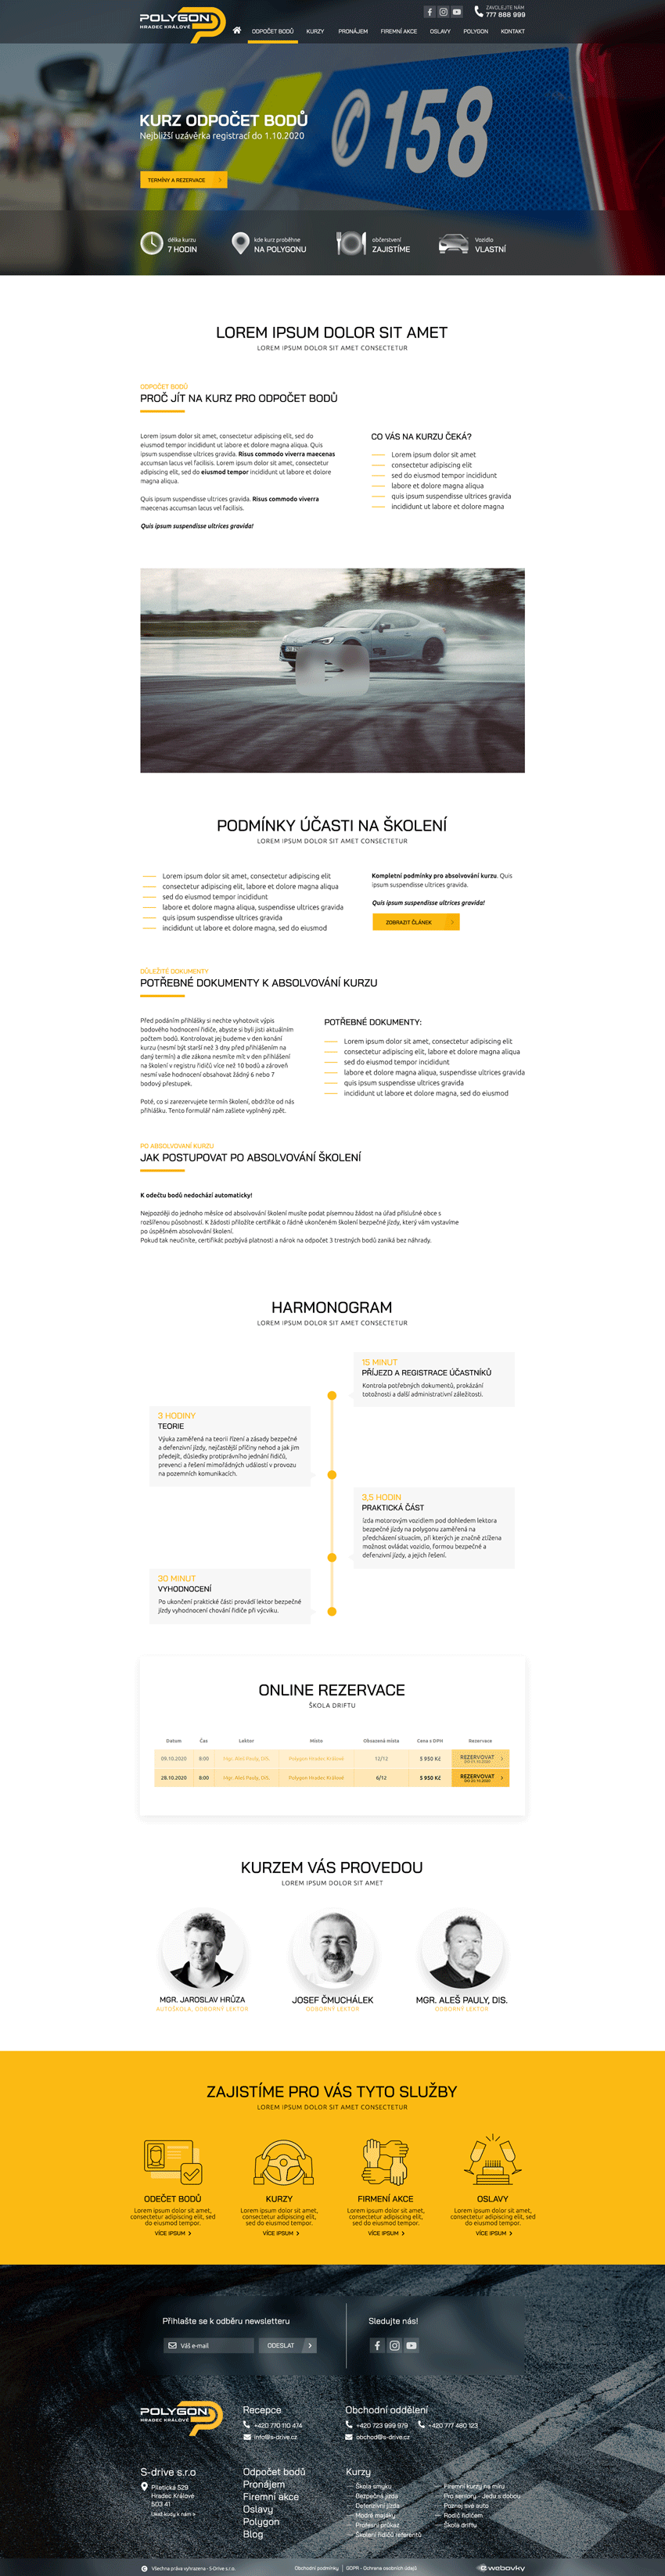 POLYGON
HRADEC KRÁLOVÉ
ZAVOLEJTE NÁM
777 888 999
ODPOČET BODŮ KURZY PRONÁJEM FIREMNÍ AKCE OSLAVY POLYGON KONTAKT
158
KURZ ODPOČET BODŮ
Nejbližší uzávěrka registrací do 1.10.2020
TERMÍNY A REZERVACE
délka kurzu
7 HODIN
kde kurz proběhne
NA POLYGONU
občerstvení
ZAJISTÍME
Vozidlo
VLASTNÍ
LOREM IPSUM DOLOR SIT AMET
LOREM IPSUM DOLOR SIT AMET CONSECTETUR
ODPOČET BODŮ
PROČ JÍT NA KURZ PRO ODPOČET BODŮ
Lorem ipsum dolor sit amet, consectetur adipiscing elit, sed do
eiusmod tempor incididunt ut labore et dolore magna aliqua. Quis
ipsum suspendisse ultrices gravida. Risus commodo viverra maecenas
accumsan lacus vel facilisis. Lorem ipsum dolor sit amet, consectetur
adipiscing elit, sed do eiusmod tempor incididunt ut labore et dolore
magna aliqua.
Quis ipsum suspendisse ultrices gravida. Risus commodo viverra
maecenas accumsan lacus vel facilisis.
Quis ipsum suspendisse ultrices gravida!
CO VÁS NA KURZU ČEKÁ?
Lorem ipsum dolor sit amet
consectetur adipiscing elit
sed do eiusmod tempor incididunt
labore et dolore magna aliqua
quis ipsum suspendisse ultrices gravida
incididunt ut labore et dolore magna
PODMÍNKY ÚČASTI NA ŠKOLENÍ
LOREM IPSUM DOLOR SIT AMET CONSECTETUR
Lorem ipsum dolor sit amet, consectetur adipiscing elit
consectetur adipiscing elit, labore et dolore magna aliqua
sed do eiusmod tempor incididunt
labore et dolore magna aliqua, suspendisse ultrices gravida
quis ipsum suspendisse ultrices gravida
incididunt ut labore et dolore magna, sed do eiusmod
Kompletní podmínky pro absolvování kurzu. Quis
ipsum suspendisse ultrices gravida.
Quis ipsum suspendisse ultrices gravida!
ZOBRAZIT ČLÁNEK
DŮLEŽITÉ DOKUMENTY
POTŘEBNÉ DOKUMENTY K ABSOLVOVÁNÍ KURZU
Před podáním přihlášky si nechte vyhotovit výpis
bodového hodnocení řidiče, abyste si byli jisti aktuálním
počtem bodů. Kontrolovat jej budeme v den konání
kurzu (nesmí být starší než 3 dny před přihlášením na
daný termín) a dle zákona nesmíte mít v den přihlášení
na školení v registru řidičů více než 10 bodů a zároveň
nesmí vaše hodnocení obsahovat žádný 6 nebo 7
bodový přestupek.
Poté, co si zarezervujete termín školení, obdržíte od nás
přihlášku. Tento formulář nám zašlete vyplněný zpět.
POTŘEBNÉ DOKUMENTY:
Lorem ipsum dolor sit amet, consectetur adipiscing elit
consectetur adipiscing elit, labore et dolore magna aliqua
sed do eiusmod tempor incididunt
labore et dolore magna aliqua, suspendisse ultrices gravida
quis ipsum suspendisse ultrices gravida
incididunt ut labore et dolore magna, sed do eiusmod
PO ABSOLVOVÁNÍ KURZU
JAK POSTUPOVAT PO ABSOLVOVÁNÍ ŠKOLENÍ
K odečtu bodů nedochází automaticky!
Nejpozději do jednoho měsíce od absolvování školení musíte podat písemnou žádost na úřad příslušné obce s
rozšířenou působností. K žádosti přiložte certifikát o řádně ukončeném školení bezpečné jízdy, který vám vystavíme
po úspěšném absolvování školení.
Pokud tak neučiníte, certifikát pozbývá platnosti a nárok na odpočet 3 trestných bodů zaniká bez náhrady.
HARMONOGRAM
LOREM IPSUM DOLOR SIT AMET CONSECTETUR
15 MINUT
PŘÍJEZD A REGISTRACE ÚČASTNÍKŮ
Kontrola potřebných dokumentů, prokázání
totožnosti a další administrativní záležitosti.
3 HODINY
TEORIE
Výuka zaměřená na teorii řízení a zásady bezpečné
a defenzivní jízdy, nejčastější příčiny nehod a jak jim
předejít, důsledky protiprávního jednání řidičů,
prevenci a řešení mimořádných událostí v provozu
na pozemních komunikacích.
3,5 HODIN
PRAKTICKÁ ČÁST
Jízda motorovým vozidlem pod dohledem lektora
bezpečné jízdy na polygonu zaměřená na
předcházení situacím, při kterých je značně ztížena
možnost ovládat vozidlo, formou bezpečné a
defenzivní jízdy, a jejich řešení.
30 MINUT
VYHODNOCENÍ
Po ukončení praktické části provádí lektor bezpečné
jízdy vyhodnocení chování řidiče při výcviku.
ONLINE REZERVACE
ŠKOLA DRIFTU
Datum Čas Lektor Místo Obsazená místa Cena s DPH Rezervace
09.10.2020 8:00 Mgr. Aleš Pauly, DiS. Polygon Hradec Králové 12/12 5 950 Kč REZERVOVAT
28.10.2020 8:00 Mgr. Aleš Pauly, DiS. Polygon Hradec Králové 6/12 5 950 Kč REZERVOVAT
KURZEM VÁS PROVEDOU
LOREM IPSUM DOLOR SIT AMET
MGR. JAROSLAV HRŮZA
AUTOŠKOLA, ODBORNÝ LEKTOR
JOSEF ČMUCHÁLEK
ODBORNÝ LEKTOR
MGR. ALEŠ PAULY, DIS.
ODBORNÝ LEKTOR
ZAJISTÍME PRO VÁS TYTO SLUŽBY
LOREM IPSUM DOLOR SIT AMET CONSECTETUR
ODEČET BODŮ
Lorem ipsum dolor sit amet,
consectetur adipiscing elit, sed
do eiusmod tempor.
VÍCE IPSUM
KURZY
Lorem ipsum dolor sit amet,
consectetur adipiscing elit,
sed do eiusmod tempor.
VÍCE IPSUM
FIRMENÍ AKCE
Lorem ipsum dolor sit amet,
consectetur adipiscing elit,
sed do eiusmod tempor.
VÍCE IPSUM
OSLAVY
Lorem ipsum dolor sit amet,
consectetur adipiscing elit, sed
do eiusmod tempor.
VÍCE IPSUM
Přihlašte se k odběru newsletteru
Váš e-mail
ODESLAT
Sledujte nás!
POLYGON
HRADEC KRÁLOVÉ
Recepce
+420 770 110 474
info@s-drive.cz
Obchodní oddělení
+420 723 999 979 +420 777 480 123
obchod@s-drive.cz
S-drive s.r.o
Piletická 529
Hradec Králové
503 41
Odpočet bodů
Pronájem
Firemní akce
Oslavy
Polygon
Blog
Kurzy
Škola smyku
Bezpečná jízda
Defenzivní jízda
Modré majáky
Profesní průkaz
Školení řidičů referentů
Firemní kurzy na míru
Pro seniory - Jedu s dobou
Poznej své auto
Rodič řidičem
Škola driftu
Všechna práva vyhrazena - S-Drive s.r.o.
Obchodní podmínky GDPR - Ochrana osobních údajů
ewebovky